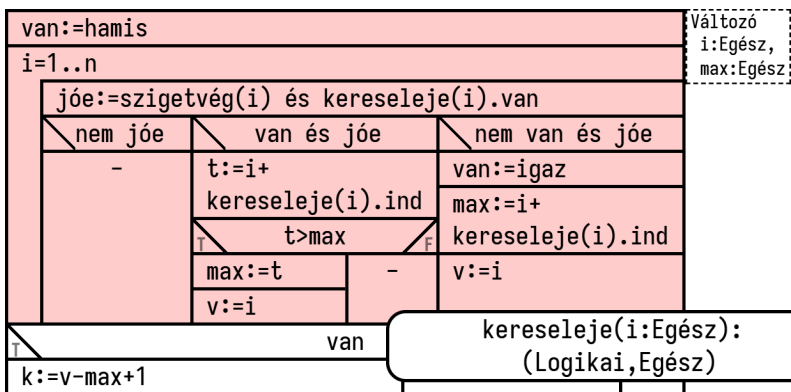 van:=hamis
Változó
i:Egész,
max:Egész
i=1..n
jóe:=szigetvég(i) és kereseleje(i).van
nem jóe
van és jóe
nem van és jóe
-
t:=i+
kereseleje(i).ind
van:=igaz
max:=i+
kereseleje(i).ind
T
t>max
F
max:=t
-
v:=i
v:=i
T
van
kereseleje(i:Egész):
(Logikai,Egész)
k:=v-max+1